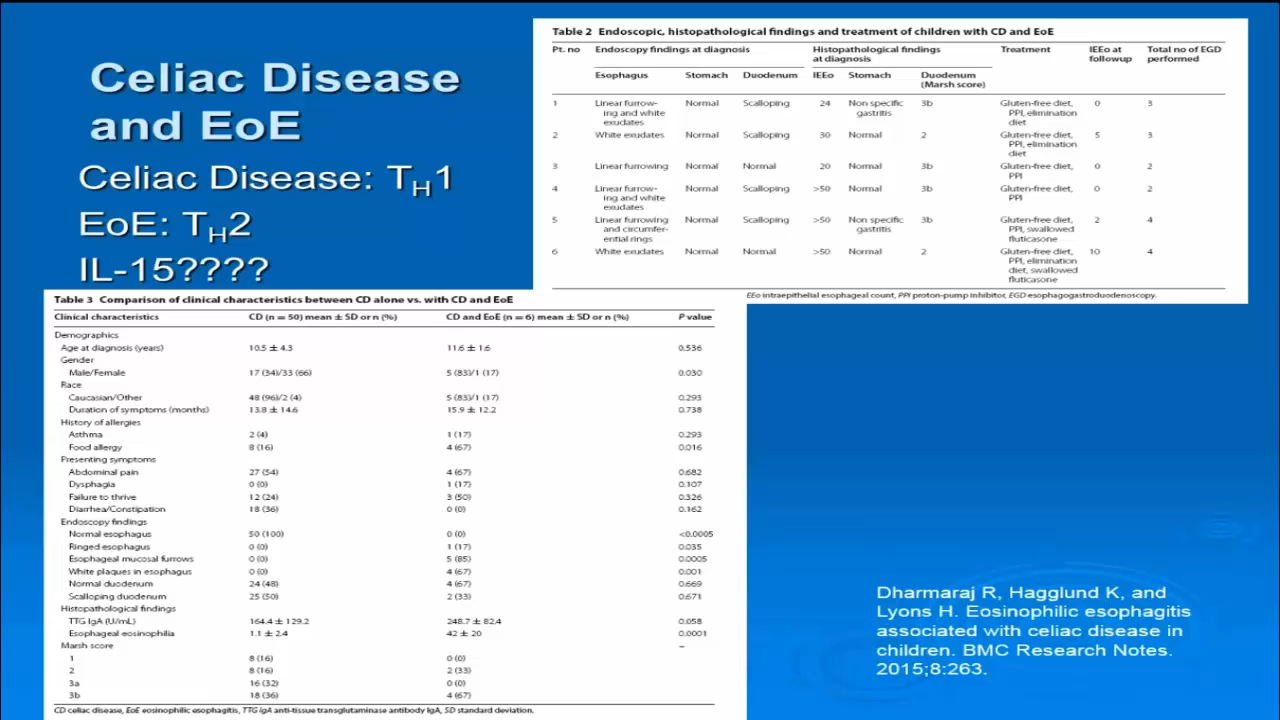 Celiac Disease
and EoE
Celiac Disease: TH1
EoE: TH2
IL-15????
Table 2 Endoscopic, histopathological findings and treatment of children with CD and EoE
Pt. no Endoscopy findings at diagnosis Histopathological findings at diagnosis Treatment IEEo at followup Total no of EGD performed
Esophagus Stomach Duodenum IEEo Stomach Duodenum (Marsh score)
1 Linear furrowing and white exudates Normal Scalloping 24 Non specific gastritis 3b Gluten-free diet, PPI, elimination diet 0 3
2 White exudates Normal Scalloping 30 Normal 2 Gluten-free diet, PPI, elimination diet 5 3
3 Linear furrowing Normal Normal 20 Normal 3b Gluten-free diet, PPI 0 2
4 Linear furrowing and white exudates Normal Scalloping >50 Normal 3b Gluten-free diet, PPI 0 2
5 Linear furrowing and circumferential rings Normal Scalloping >50 Non specific gastritis 3b Gluten-free diet, PPI, swallowed fluticasone 2 4
6 White exudates Normal Normal >50 Normal 2 Gluten-free diet, PPI, elimination diet, swallowed fluticasone 10 4
IEEo intraepithelial esophageal count, PPI proton-pump inhibitor, EGD esophagogastroduodenoscopy.
Table 3 Comparison of clinical characteristics between CD alone vs. with CD and EoE
Clinical characteristics CD (n = 50) mean ± SD or n (%) CD and EoE (n = 6) mean ± SD or n (%) P value
Demographics
Age at diagnosis (years) 10.5 ± 4.3 11.6 ± 1.6 0.536
Gender
Male/Female 17 (34)/33 (66) 5 (83)/1 (17) 0.030
Race
Caucasian/Other 48 (96)/2 (4) 5 (83)/1 (17) 0.293
Duration of symptoms (months) 13.8 ± 14.6 15.9 ± 12.2 0.738
History of allergies
Asthma 2 (4) 1 (17) 0.293
Food allergy 8 (16) 4 (67) 0.016
Presenting symptoms
Abdominal pain 27 (54) 4 (67) 0.682
Dysphagia 0 (0) 1 (17) 0.107
Failure to thrive 12 (24) 3 (50) 0.326
Diarrhea/Constipation 18 (36) 0 (0) 0.162
Endoscopy findings
Normal esophagus 50 (100) 0 (0) <0.0005
Ringed esophagus 0 (0) 1 (17) 0.035
Esophageal mucosal furrows 0 (0) 5 (85) 0.0005
White plaques in esophagus 0 (0) 4 (67) 0.001
Normal duodenum 24 (48) 4 (67) 0.669
Scalloping duodenum 25 (50) 2 (33) 0.671
Histopathological findings
TTG IgA (U/mL) 164.4 ± 129.2 248.7 ± 82.4 0.058
Esophageal eosinophilia 1.1 ± 2.4 42 ± 20 0.0001
Marsh score –
1 8 (16) 0 (0)
2 8 (16) 2 (33)
3a 16 (32) 0 (0)
3b 18 (36) 4 (67)
CD celiac disease, EoE eosinophilic esophagitis, TTG IgA anti-tissue transglutaminase antibody IgA, SD standard deviation.
Dharmaraj R, Hagglund K, and
Lyons H. Eosinophilic esophagitis
associated with celiac disease in
children. BMC Research Notes.
2015;8:263.